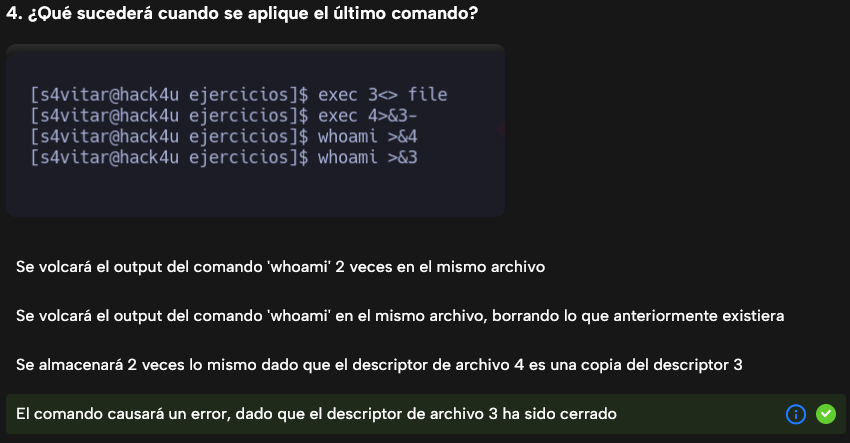 4. ¿Qué sucederá cuando se aplique el último comando?
[s4vitar@hack4u ejercicios]$ exec 3<> file
[s4vitar@hack4u ejercicios]$ exec 4>&3-
[s4vitar@hack4u ejercicios]$ whoami >&4
[s4vitar@hack4u ejercicios]$ whoami >&3
Se volcará el output del comando 'whoami' 2 veces en el mismo archivo
Se volcará el output del comando 'whoami' en el mismo archivo, borrando lo que anteriormente existiera
Se almacenará 2 veces lo mismo dado que el descriptor de archivo 4 es una copia del descriptor 3
El comando causará un error, dado que el descriptor de archivo 3 ha sido cerrado